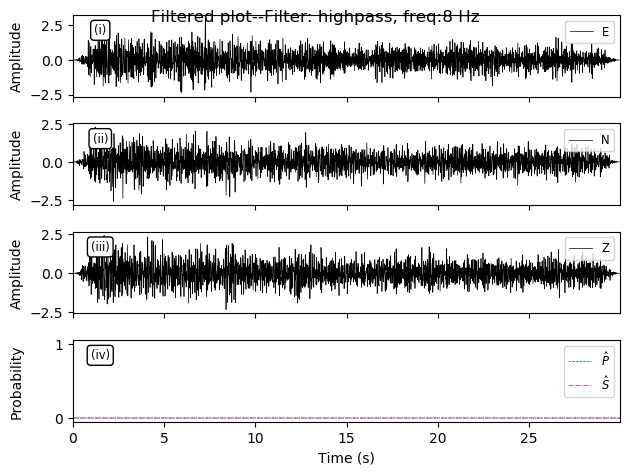 Filtered plot--Filter: highpass, freq:8 Hz
Amplitude
2.5
0.0
−2.5
(i)
E
Amplitude
2.5
0.0
−2.5
(ii)
N
Amplitude
2.5
0.0
−2.5
(iii)
Z
Probability
1
0
(iv)
P̂
Ŝ
0 5 10 15 20 25
Time (s)